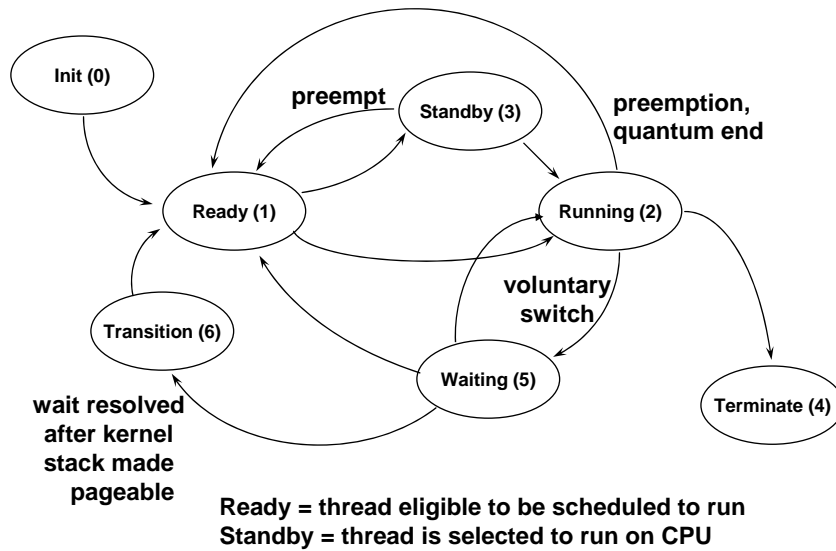 Init (0)
preempt
Standby (3)
preemption,
quantum end
Ready (1)
Running (2)
voluntary
switch
Transition (6)
Waiting (5)
Terminate (4)
wait resolved
after kernel
stack made
pageable
Ready = thread eligible to be scheduled to run
Standby = thread is selected to run on CPU